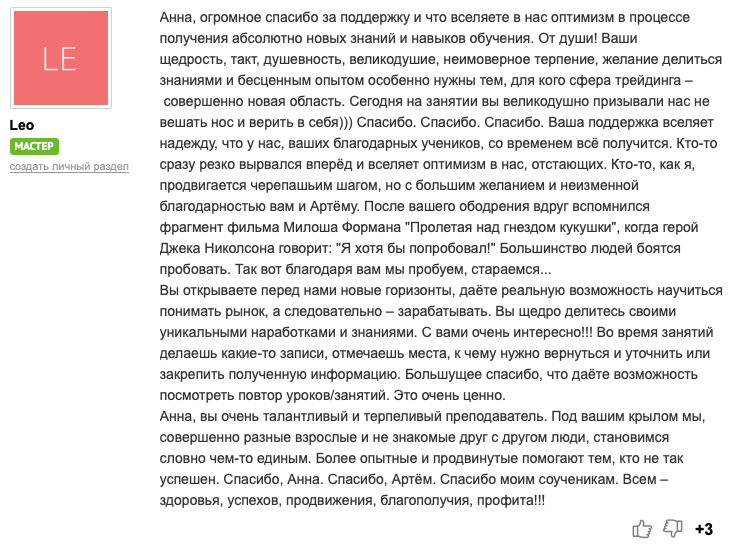 LE
Leo
МАСТЕР
создать личный раздел
Анна, огромное спасибо за поддержку и что вселяете в нас оптимизм в процессе
получения абсолютно новых знаний и навыков обучения. От души! Ваши
щедрость, такт, душевность, великодушие, неимоверное терпение, желание делиться
знаниями и бесценным опытом особенно нужны тем, для кого сфера трейдинга –
совершенно новая область. Сегодня на занятии вы великодушно призывали нас не
вешать нос и верить в себя))) Спасибо. Спасибо. Спасибо. Ваша поддержка вселяет
надежду, что у нас, ваших благодарных учеников, со временем всё получится. Кто-то
сразу резко вырвался вперёд и вселяет оптимизм в нас, отстающих. Кто-то, как я,
продвигается черепашьим шагом, но с большим желанием и неизменной
благодарностью вам и Артёму. После вашего ободрения вдруг вспомнился
фрагмент фильма Милоша Формана "Пролетая над гнездом кукушки", когда герой
Джека Николсона говорит: "Я хотя бы попробовал!" Большинство людей боятся
пробовать. Так вот благодаря вам мы пробуем, стараемся...
Вы открываете перед нами новые горизонты, даёте реальную возможность научиться
понимать рынок, а следовательно – зарабатывать. Вы щедро делитесь своими
уникальными наработками и знаниями. С вами очень интересно!!! Во время занятий
делаешь какие-то записи, отмечаешь места, к чему нужно вернуться и уточнить или
закрепить полученную информацию. Большущее спасибо, что даёте возможность
посмотреть повтор уроков/занятий. Это очень ценно.
Анна, вы очень талантливый и терпеливый преподаватель. Под вашим крылом мы,
совершенно разные взрослые и не знакомые друг с другом люди, становимся
словно чем-то единым. Более опытные и продвинутые помогают тем, кто не так
успешен. Спасибо, Анна. Спасибо, Артём. Спасибо моим соученикам. Всем –
здоровья, успехов, продвижения, благополучия, профита!!!
+3